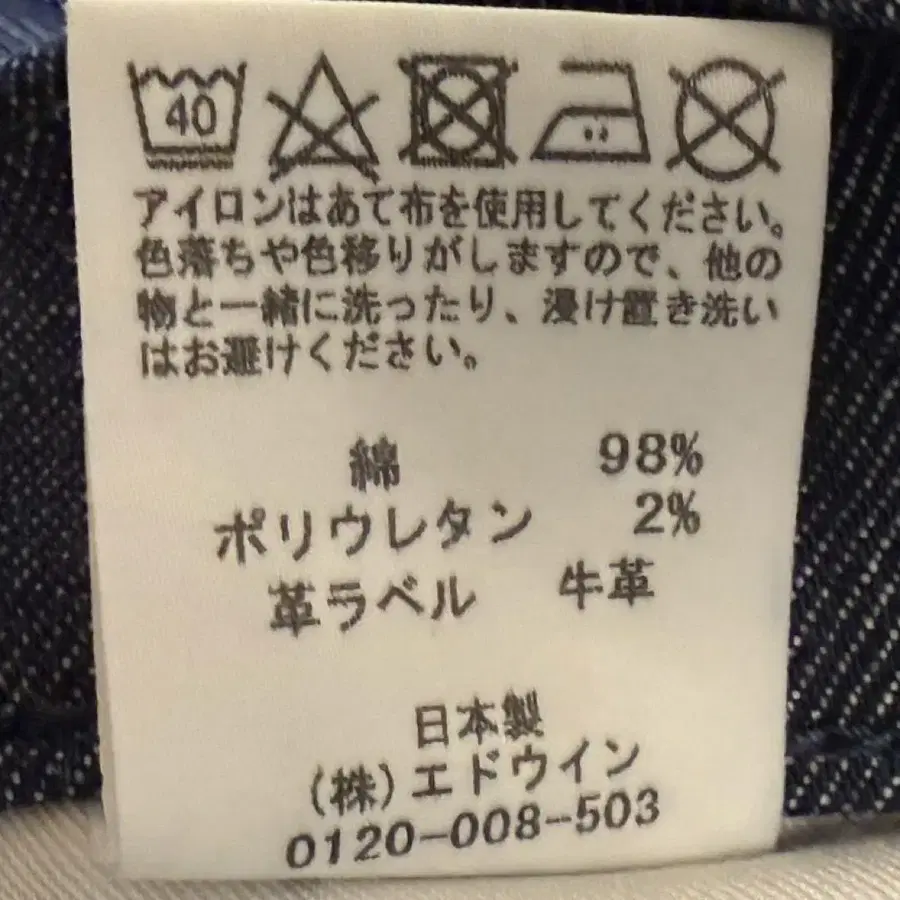 40
アイロンはあて布を使用してください。
色落ちや色移りがしますので、他の
物と一緒に洗ったり、浸け置き洗い
はお避けください。
綿 98%
ポリウレタン 2%
革ラベル 牛革
日本製
(株)エドウイン
0120-008-503